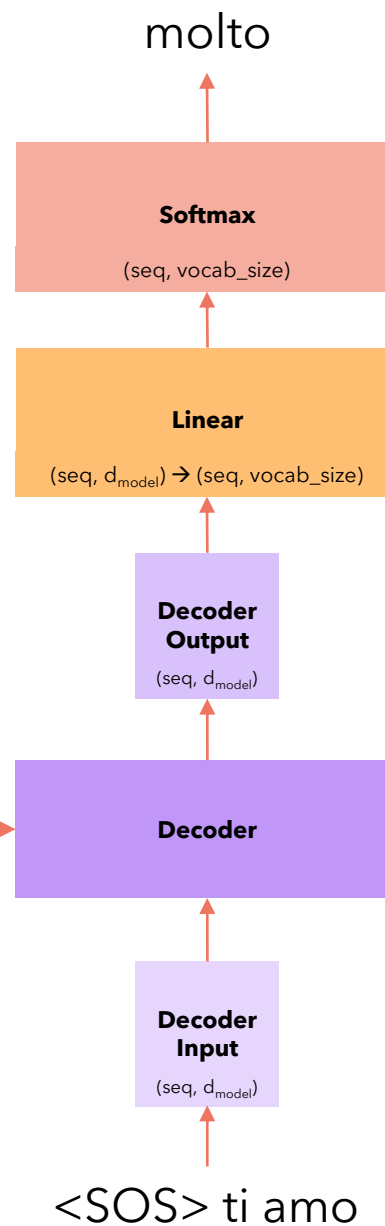 molto
Softmax
(seq, vocab_size)
Linear
(seq, dmodel) → (seq, vocab_size)
Decoder
Output
(seq, dmodel)
Decoder
Decoder
Input
(seq, dmodel)
<SOS> ti amo